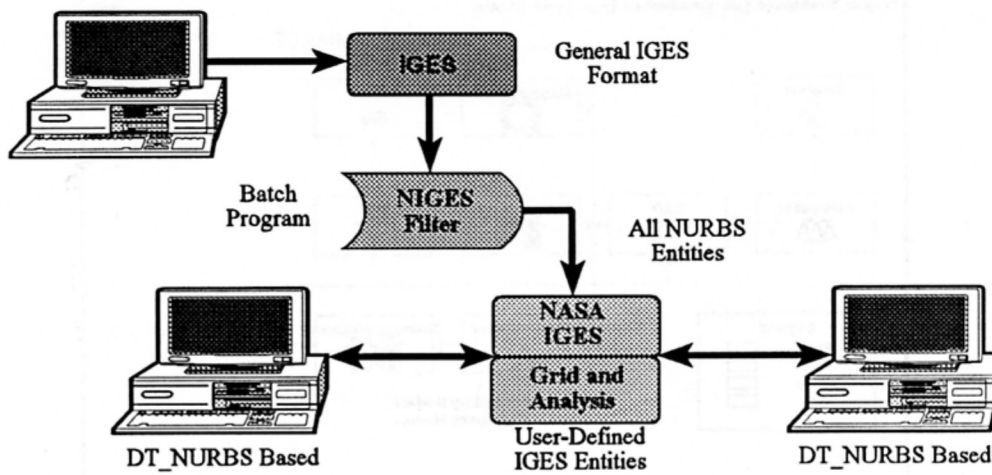 IGES
General IGES
Format
Batch
Program
NIGES
Filter
All NURBS
Entities
NASA
IGES
Grid and
Analysis
DT_NURBS Based
User-Defined
IGES Entities
DT_NURBS Based